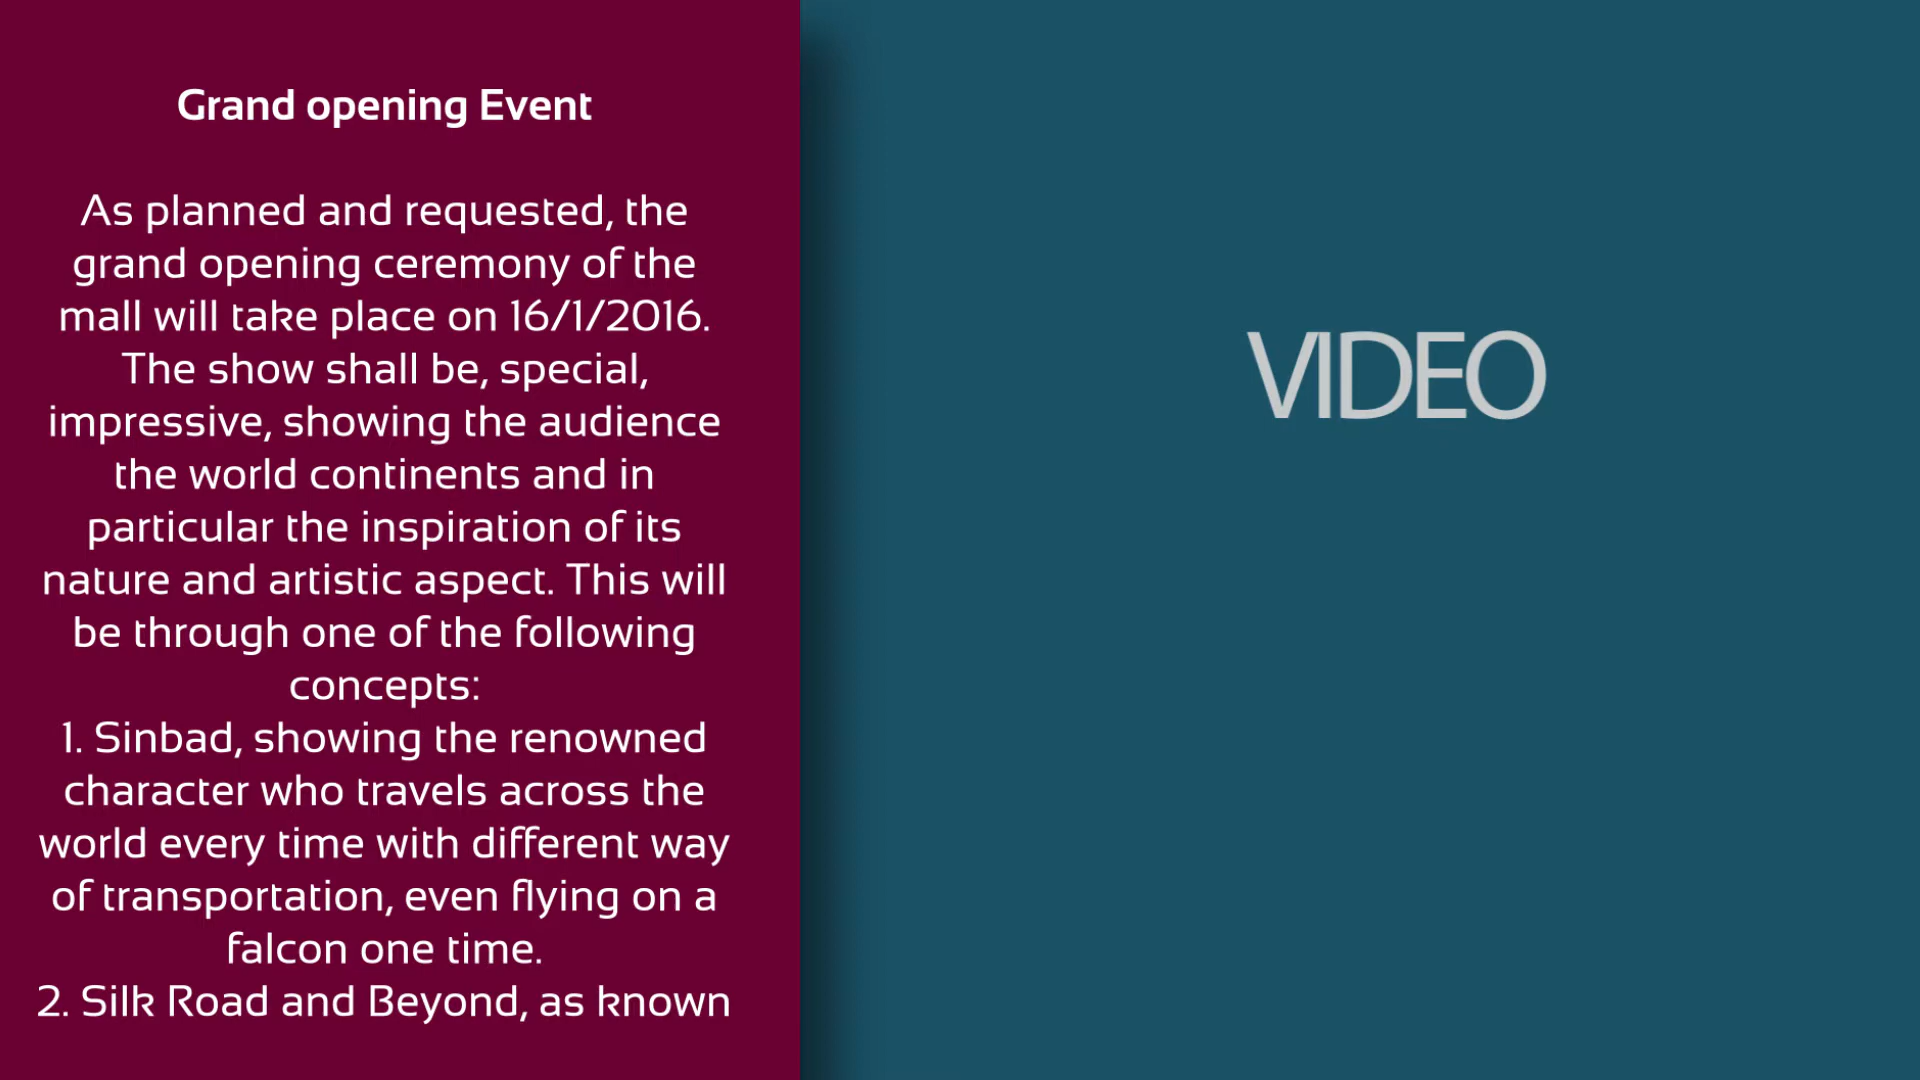 Grand opening Event
As planned and requested, the
grand opening ceremony of the
mall will take place on 16/1/2016.
The show shall be, special,
impressive, showing the audience
the world continents and in
particular the inspiration of its
nature and artistic aspect. This will
be through one of the following
concepts:
1. Sinbad, showing the renowned
character who travels across the
world every time with different way
of transportation, even flying on a
falcon one time.
2. Silk Road and Beyond, as known
VIDEO